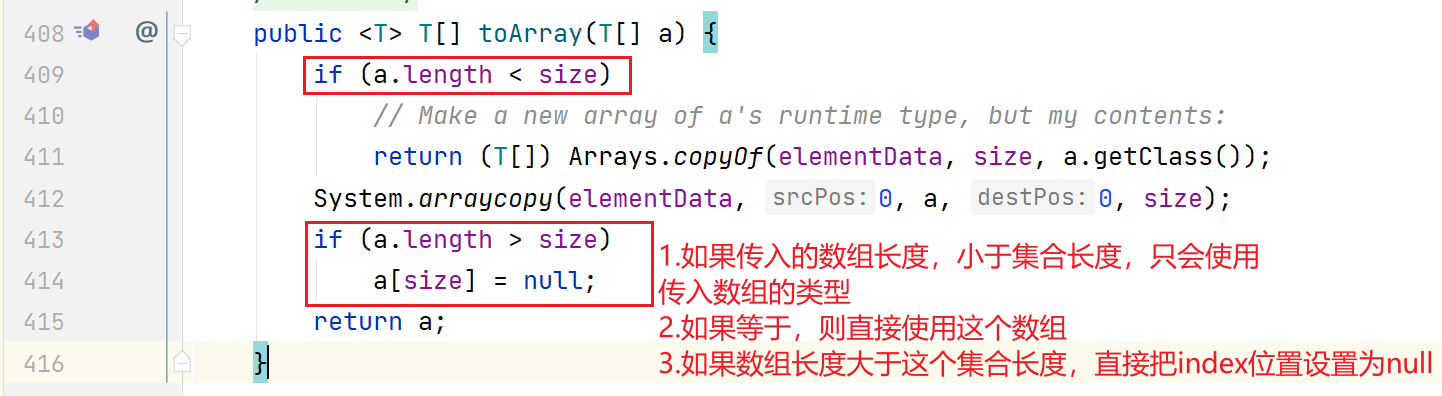 408 @ public <T> T[] toArray(T[] a) {
409 if (a.length < size)
410 // Make a new array of a's runtime type, but my contents:
411 return (T[]) Arrays.copyOf(elementData, size, a.getClass());
412 System.arraycopy(elementData, srcPos: 0, a, destPos: 0, size);
413 if (a.length > size)
414 a[size] = null;
415 return a;
416 }
1.如果传入的数组长度，小于集合长度，只会使用
传入数组的类型
2.如果等于，则直接使用这个数组
3.如果数组长度大于这个集合长度，直接把index位置设置为null